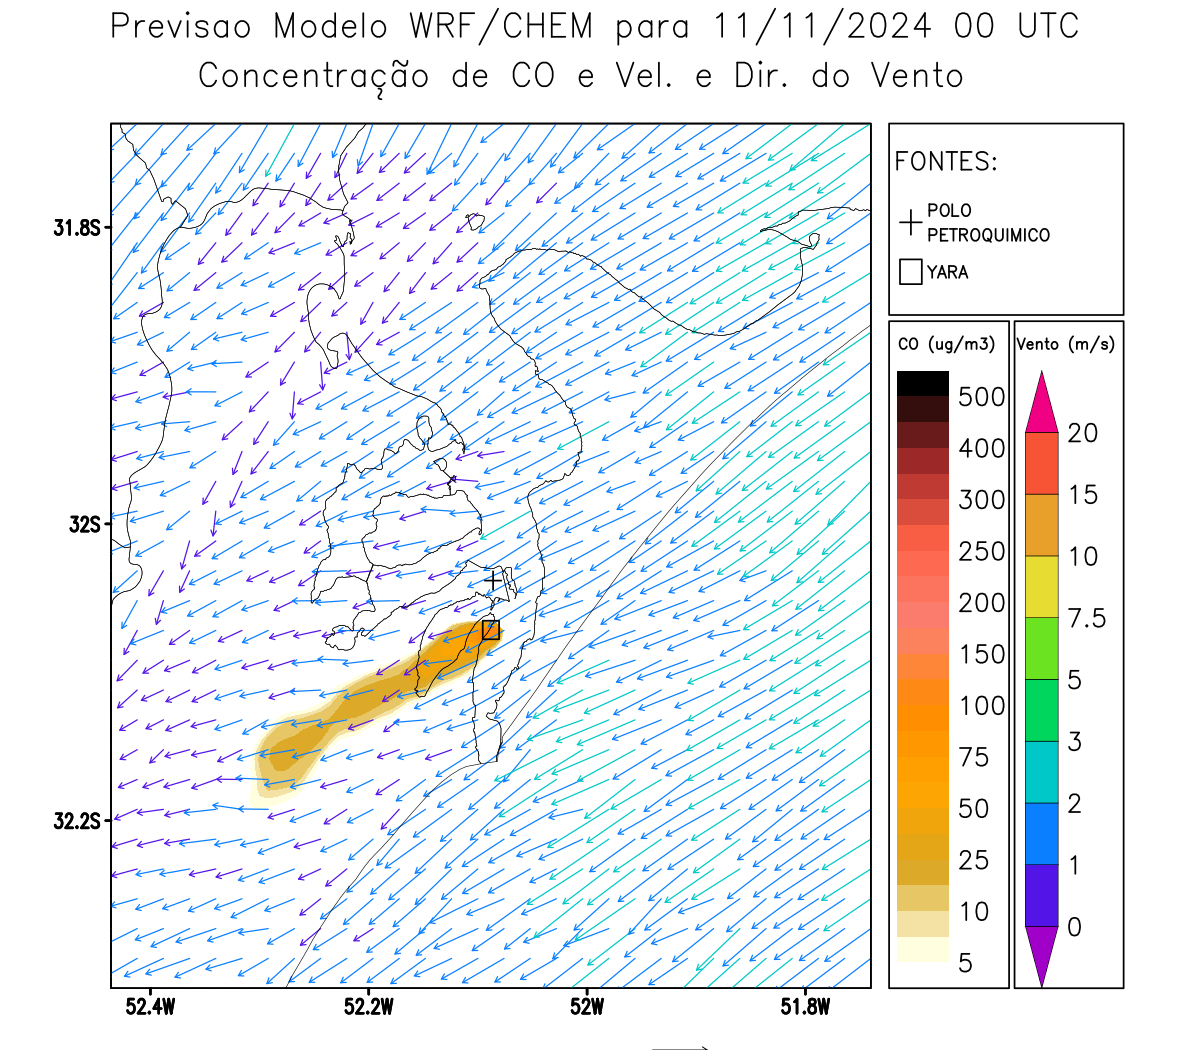 Previsao Modelo WRF/CHEM para 11/11/2024 00 UTC
Concentração de CO e Vel. e Dir. do Vento
FONTES:
POLO
PETROQUIMICO
YARA
CO (ug/m3)
500
400
300
250
200
150
100
75
50
25
10
5
Vento (m/s)
20
15
10
7.5
5
3
2
1
0
31.8S
32S
32.2S
52.4W
52.2W
52W
51.8W